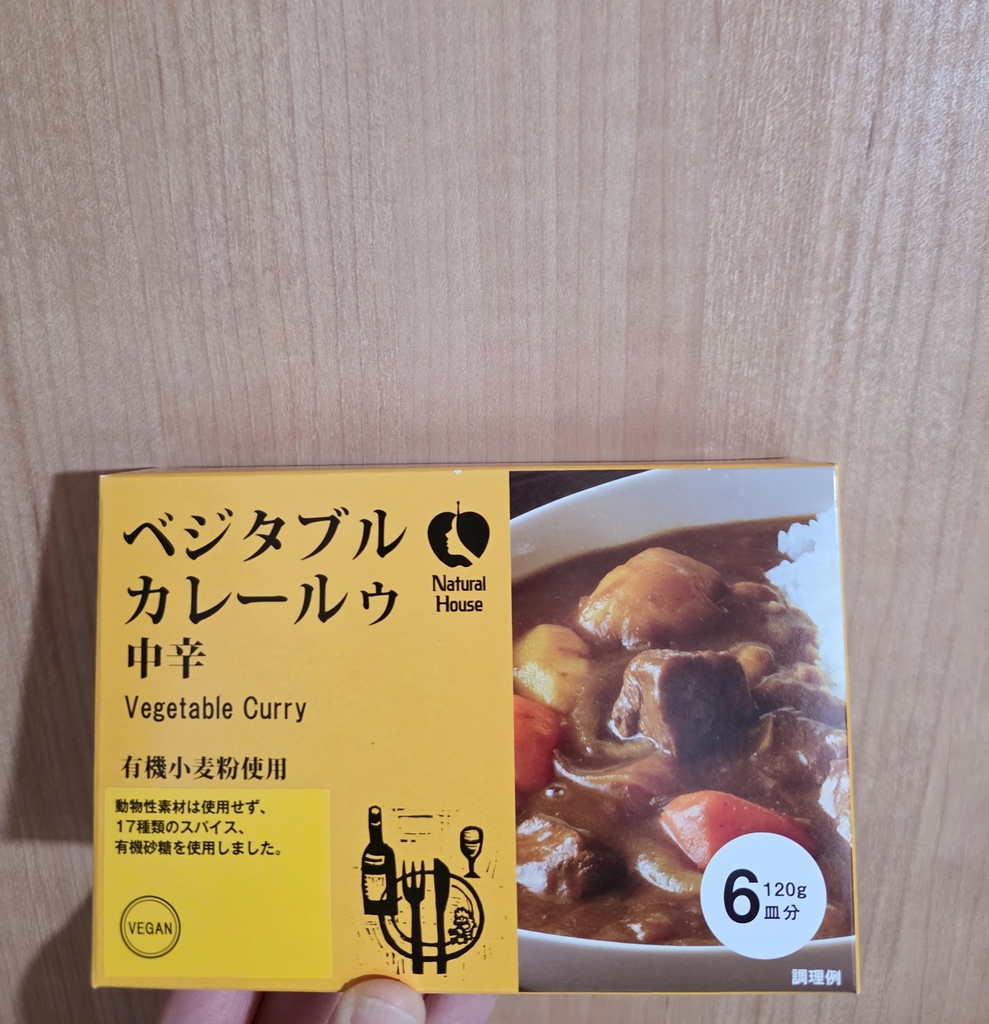 ベジタブル
カレールゥ
中辛
Vegetable Curry
Natural
House
有機小麦粉使用
動物性素材は使用せず、
17種類のスパイス、
有機砂糖を使用しました。
VEGAN
6 120g
皿分
調理例